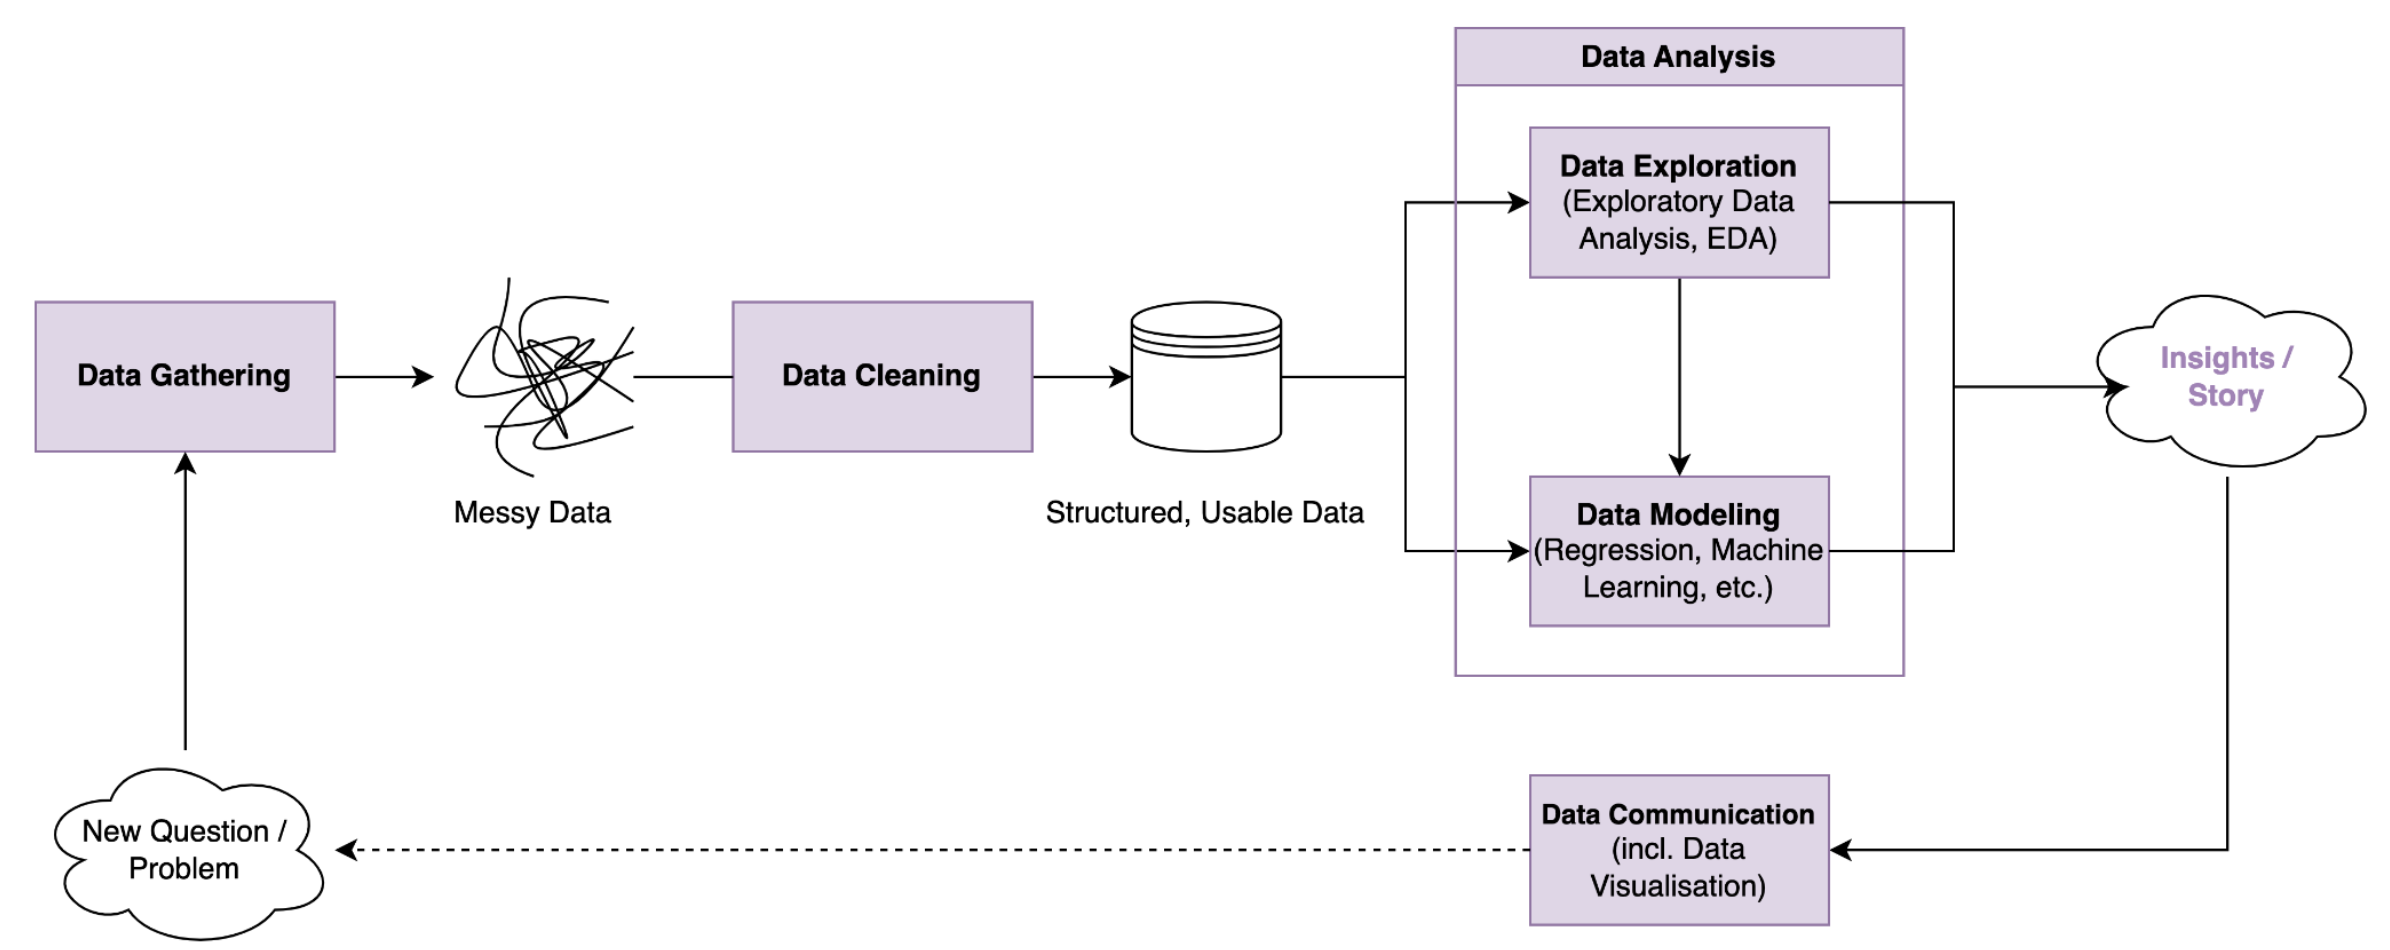 Data Analysis
Data Exploration
(Exploratory Data
Analysis, EDA)
Data Gathering
Data Cleaning
Insights /
Story
Messy Data
Structured, Usable Data
Data Modeling
(Regression, Machine
Learning, etc.)
New Question /
Problem
Data Communication
(incl. Data
Visualisation)